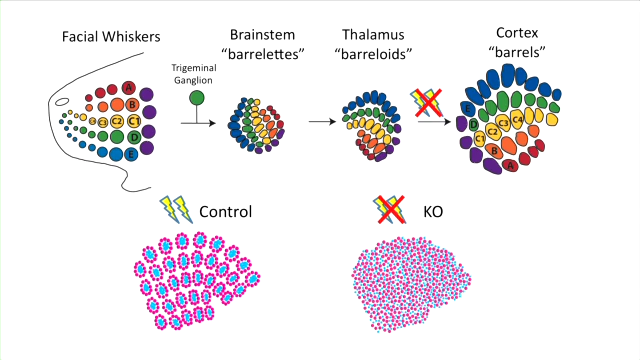 Facial Whiskers
Brainstem
“barrelettes”
Thalamus
“barreloids”
Cortex
“barrels”
Trigeminal
Ganglion
A
B
C3 C2 C1
D
E
E
D
C1 C2 C3 C4
B
A
Control
KO